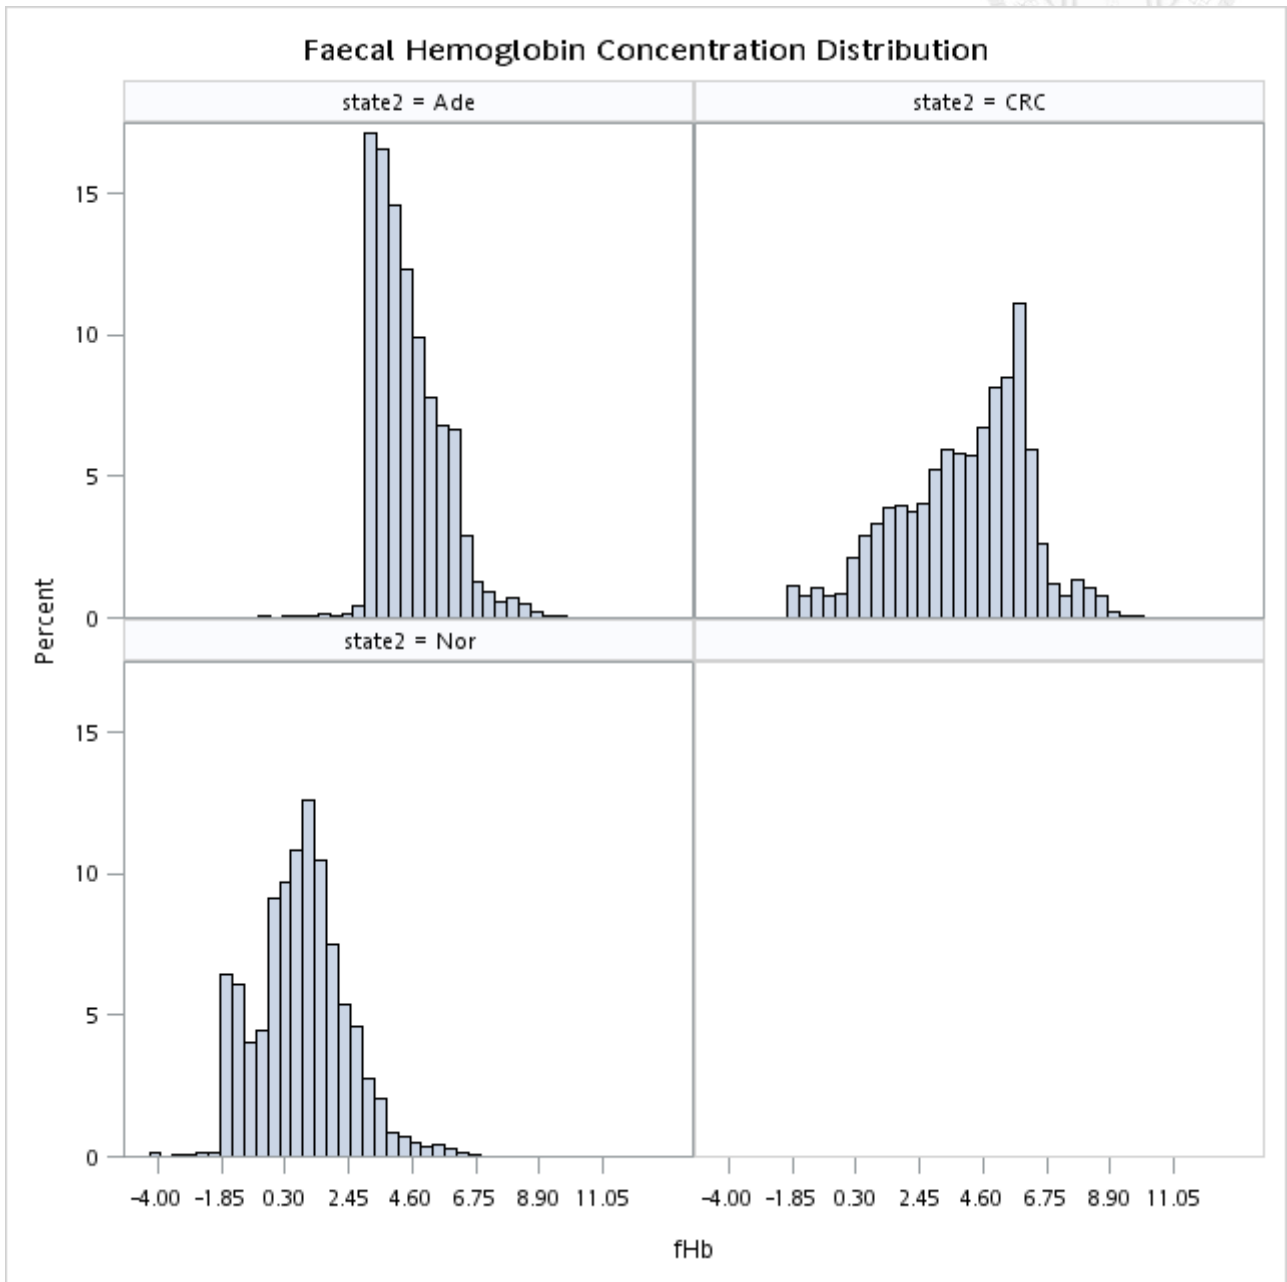 Faecal Hemoglobin Concentration Distribution
state2 = Ade
state2 = CRC
15
10
5
0
Percent
state2 = Nor
15
10
5
0
−4.00 −1.85 0.30 2.45 4.60 6.75 8.90 11.05
−4.00 −1.85 0.30 2.45 4.60 6.75 8.90 11.05
fHb